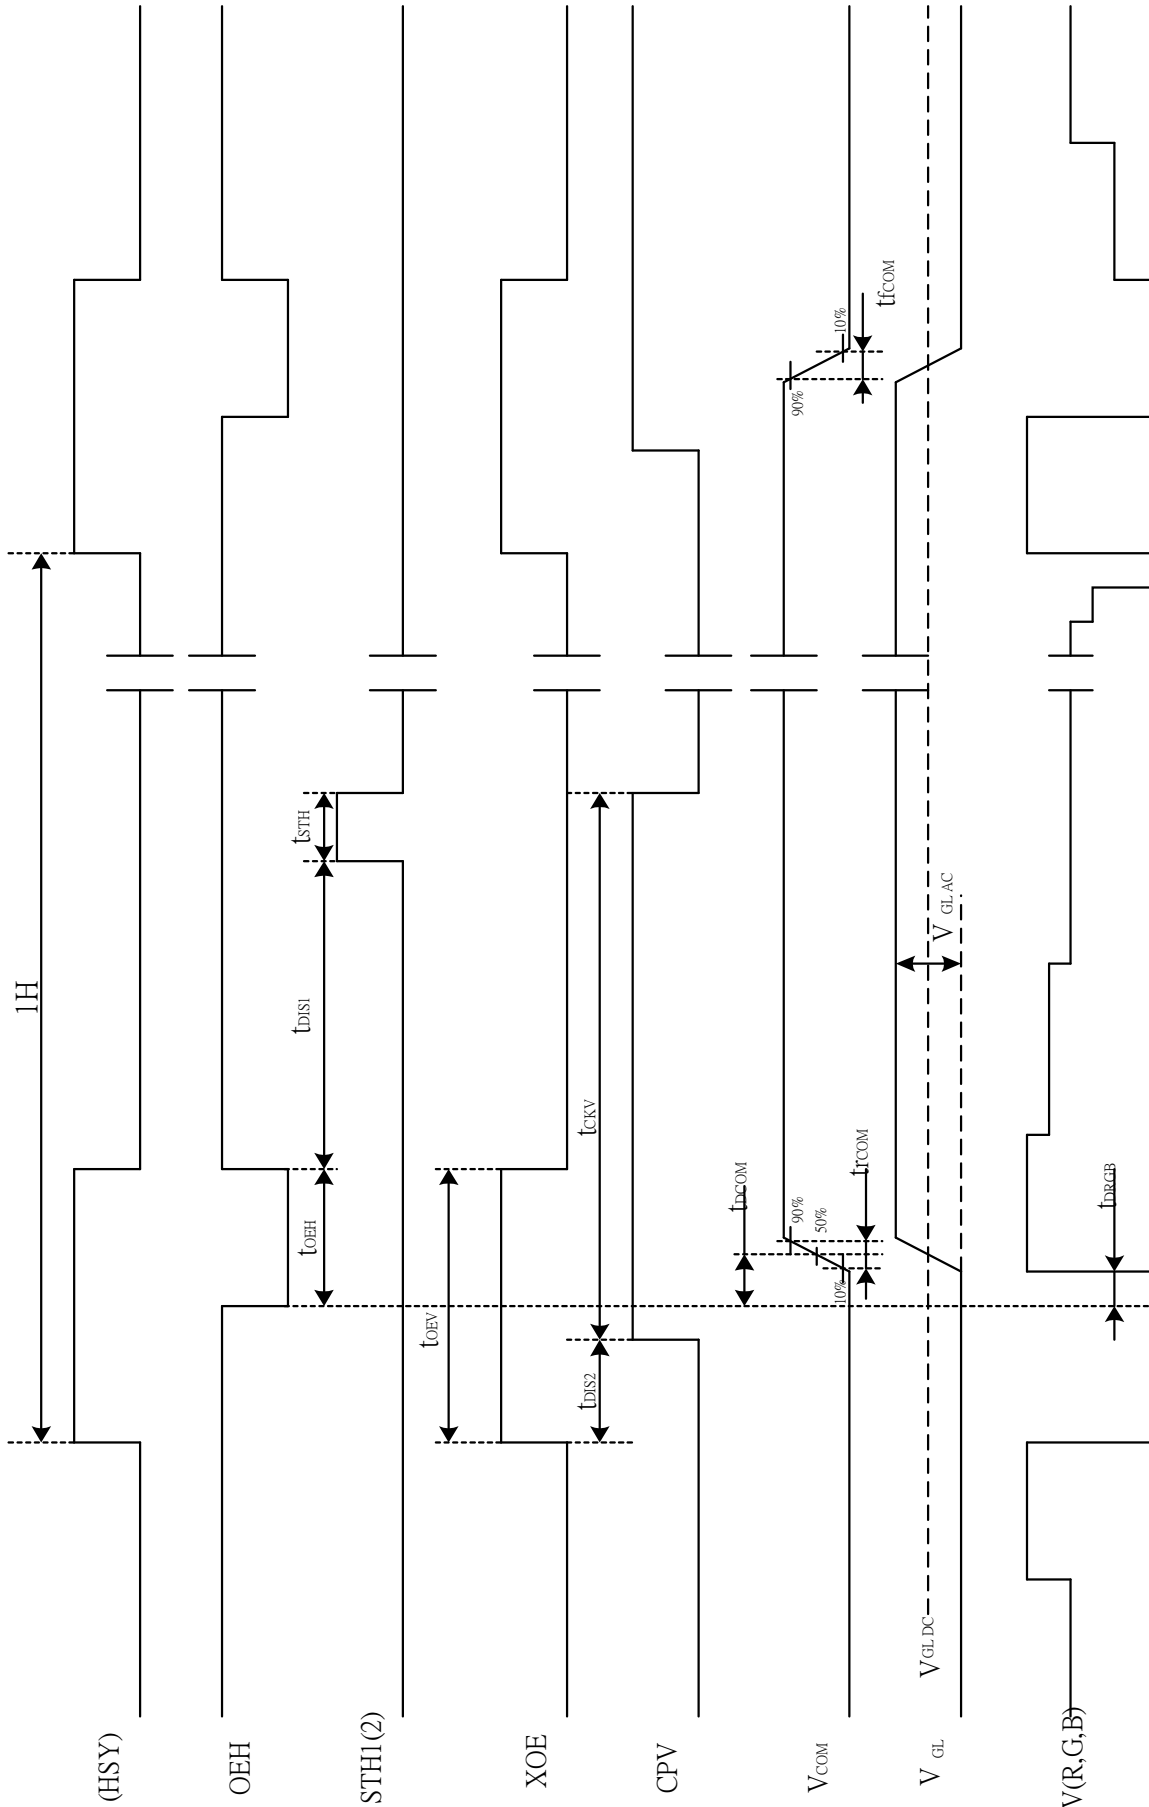 1H
(HSY)
tOEH
tDIS1
tSTH
OEH
STH1(2)
tOEV
XOE
tDIS2
tCKV
CPV
tDCOM
90%
50%
10%
trCOM
90%
10%
tfCOM
VCOM
V GL AC
VGL DC
V GL
tDRGB
V(R,G,B)